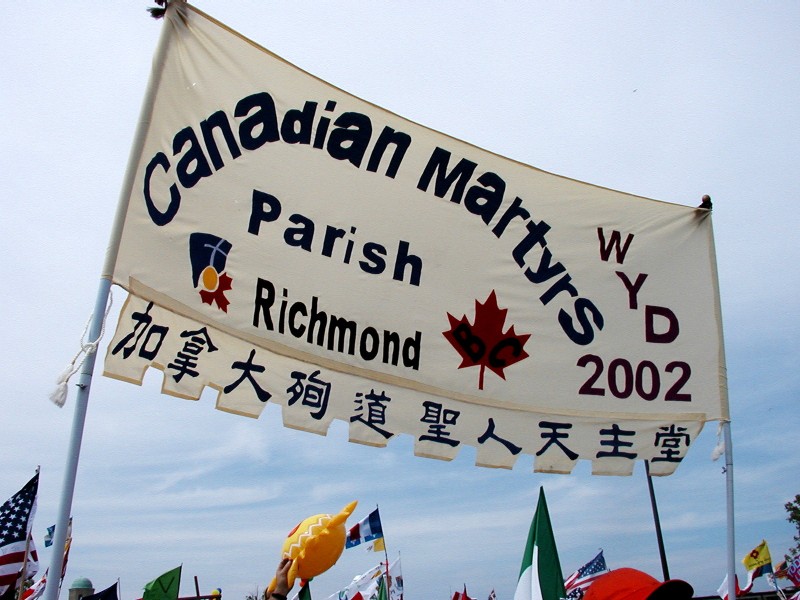 Canadian Martyrs
Parish
Richmond
BC
WYD
2002
加拿大殉道聖人天主堂